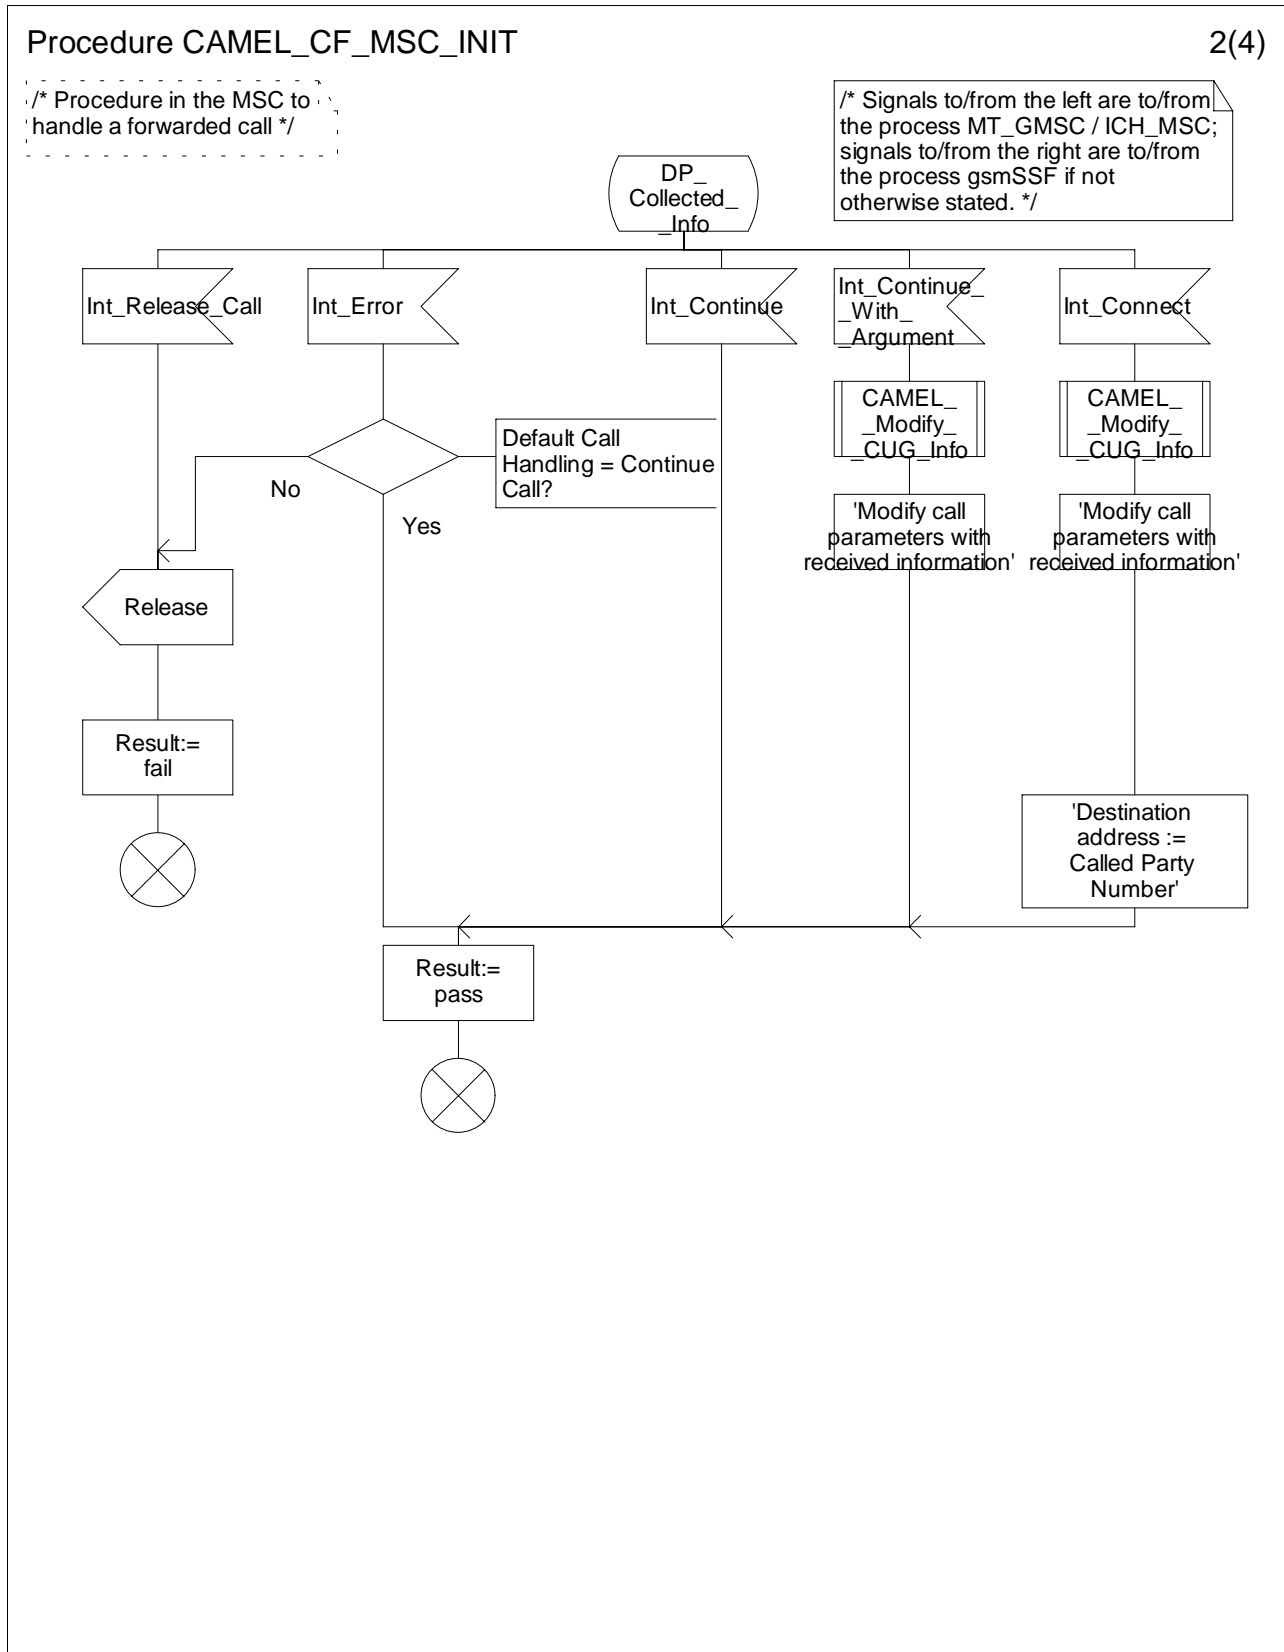 Procedure CAMEL_CF_MSC_INIT
2(4)
/* Procedure in the MSC to
handle a forwarded call */
/* Signals to/from the left are to/from
the process MT_GMSC / ICH_MSC;
signals to/from the right are to/from
the process gsmSSF if not
otherwise stated. */
DP_
Collected_
_Info
Int_Release_Call
Int_Error
Int_Continue
Int_Continue_
_With_
_Argument
Int_Connect
CAMEL_
_Modify_
_CUG_Info
CAMEL_
_Modify_
_CUG_Info
Default Call
Handling = Continue
Call?
No
Yes
'Modify call
parameters with
received information'
'Modify call
parameters with
received information'
Release
Result:=
fail
'Destination
address :=
Called Party
Number'
Result:=
pass